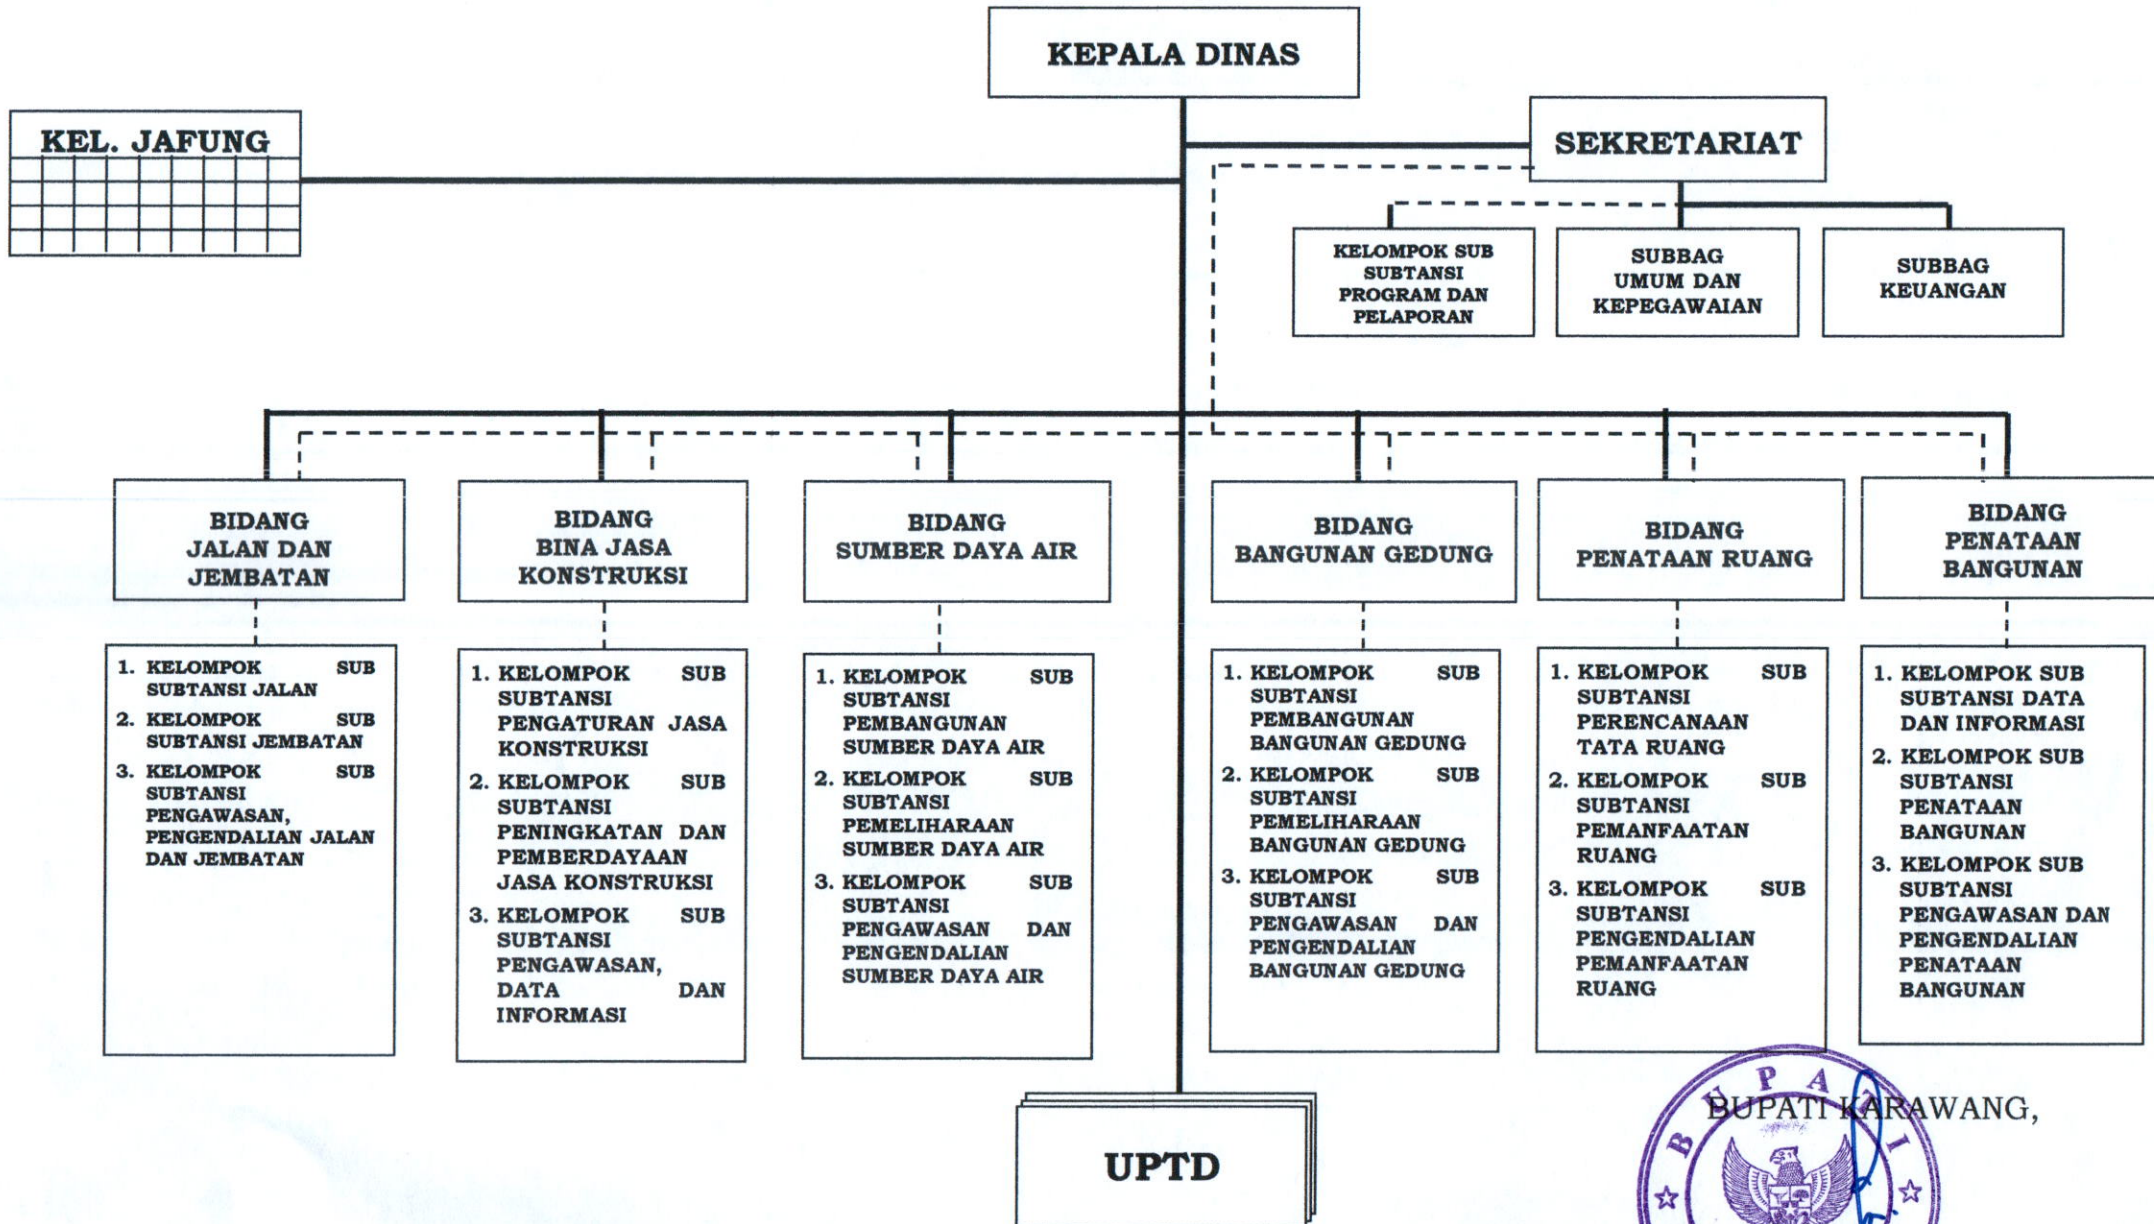 KEPALA DINAS
KEL. JAFUNG
SEKRETARIAT
KELOMPOK SUB
SUBTANSI
PROGRAM DAN
PELAPORAN
SUBBAG
UMUM DAN
KEPEGAWAIAN
SUBBAG
KEUANGAN
BIDANG
JALAN DAN
JEMBATAN
BIDANG
BINA JASA
KONSTRUKSI
BIDANG
SUMBER DAYA AIR
BIDANG
BANGUNAN GEDUNG
BIDANG
PENATAAN RUANG
BIDANG
PENATAAN
BANGUNAN
1. KELOMPOK SUB
SUBTANSI JALAN
2. KELOMPOK SUB
SUBTANSI JEMBATAN
3. KELOMPOK SUB
SUBTANSI
PENGAWASAN,
PENGENDALIAN JALAN
DAN JEMBATAN
1. KELOMPOK SUB
SUBTANSI
PENGATURAN JASA
KONSTRUKSI
2. KELOMPOK SUB
SUBTANSI
PENINGKATAN DAN
PEMBERDAYAAN
JASA KONSTRUKSI
3. KELOMPOK SUB
SUBTANSI
PENGAWASAN,
DATA DAN
INFORMASI
1. KELOMPOK SUB
SUBTANSI
PEMBANGUNAN
SUMBER DAYA AIR
2. KELOMPOK SUB
SUBTANSI
PEMELIHARAAN
SUMBER DAYA AIR
3. KELOMPOK SUB
SUBTANSI
PENGAWASAN DAN
PENGENDALIAN
SUMBER DAYA AIR
1. KELOMPOK SUB
SUBTANSI
PEMBANGUNAN
BANGUNAN GEDUNG
2. KELOMPOK SUB
SUBTANSI
PEMELIHARAAN
BANGUNAN GEDUNG
3. KELOMPOK SUB
SUBTANSI
PENGAWASAN DAN
PENGENDALIAN
BANGUNAN GEDUNG
1. KELOMPOK SUB
SUBTANSI
PERENCANAAN
TATA RUANG
2. KELOMPOK SUB
SUBTANSI
PEMANFAATAN
RUANG
3. KELOMPOK SUB
SUBTANSI
PENGENDALIAN
PEMANFAATAN
RUANG
1. KELOMPOK SUB
SUBTANSI DATA
DAN INFORMASI
2. KELOMPOK SUB
SUBTANSI
PENATAAN
BANGUNAN
3. KELOMPOK SUB
SUBTANSI
PENGAWASAN DAN
PENGENDALIAN
PENATAAN
BANGUNAN
UPTD
BUPATI KARAWANG,
BUPATI